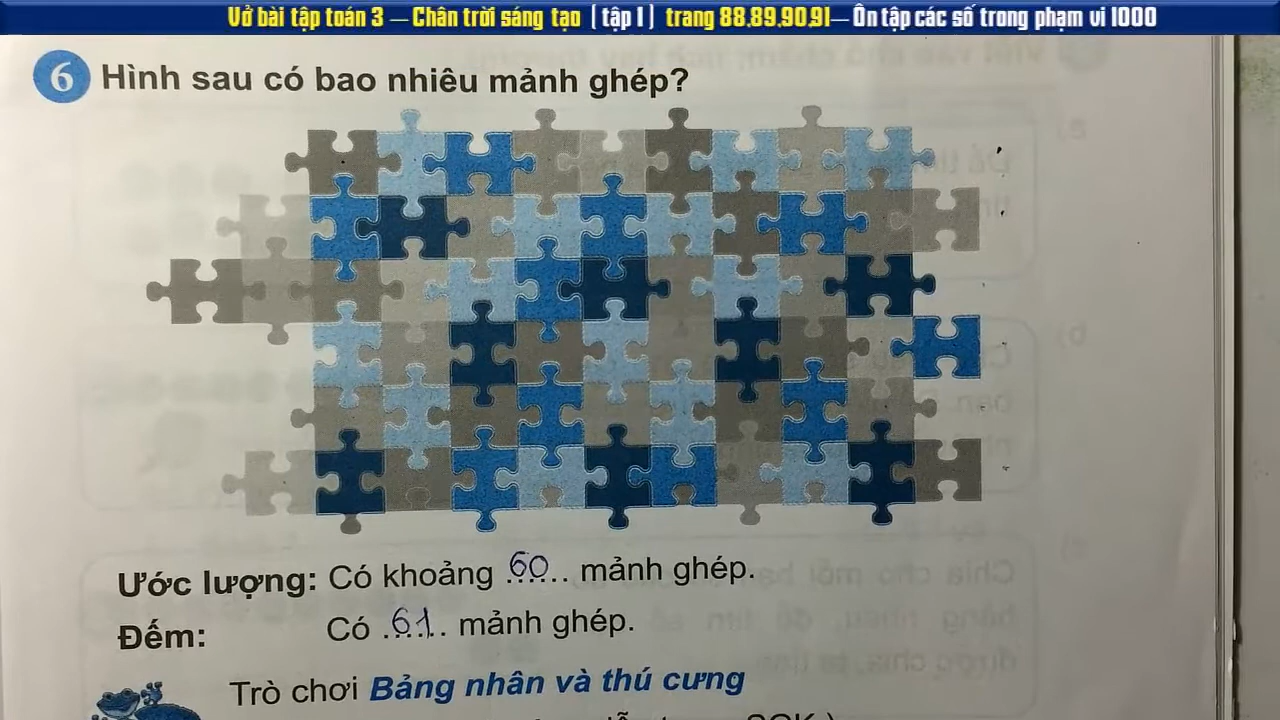 Vở bài tập toán 3 – Chân trời sáng tạo (tập 1) trang 88.89.90.91– Ôn tập các số trong phạm vi 1000
6 Hình sau có bao nhiêu mảnh ghép?
Ước lượng: Có khoảng .60... mảnh ghép.
Đếm: Có .61.. mảnh ghép.
Trò chơi Bảng nhân và thú cưng